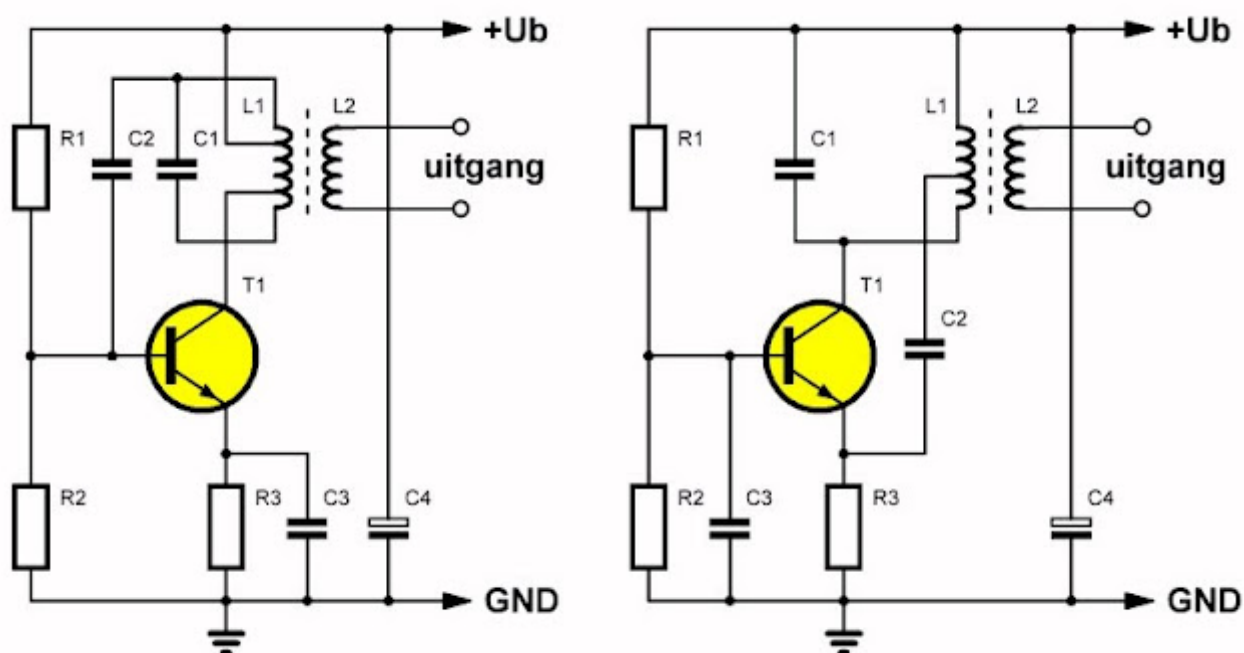 +Ub
L1
L2
R1
C2
C1
uitgang
T1
R2
R3
C3
C4
GND
+Ub
L1
L2
R1
C1
uitgang
T1
C2
R2
C3
R3
C4
GND